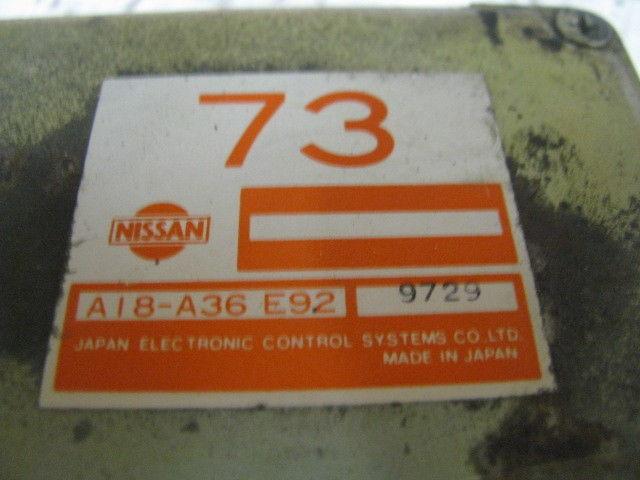 73
NISSAN
A18-A36 E92 9729
JAPAN ELECTRONIC CONTROL SYSTEMS CO.,LTD.
MADE IN JAPAN